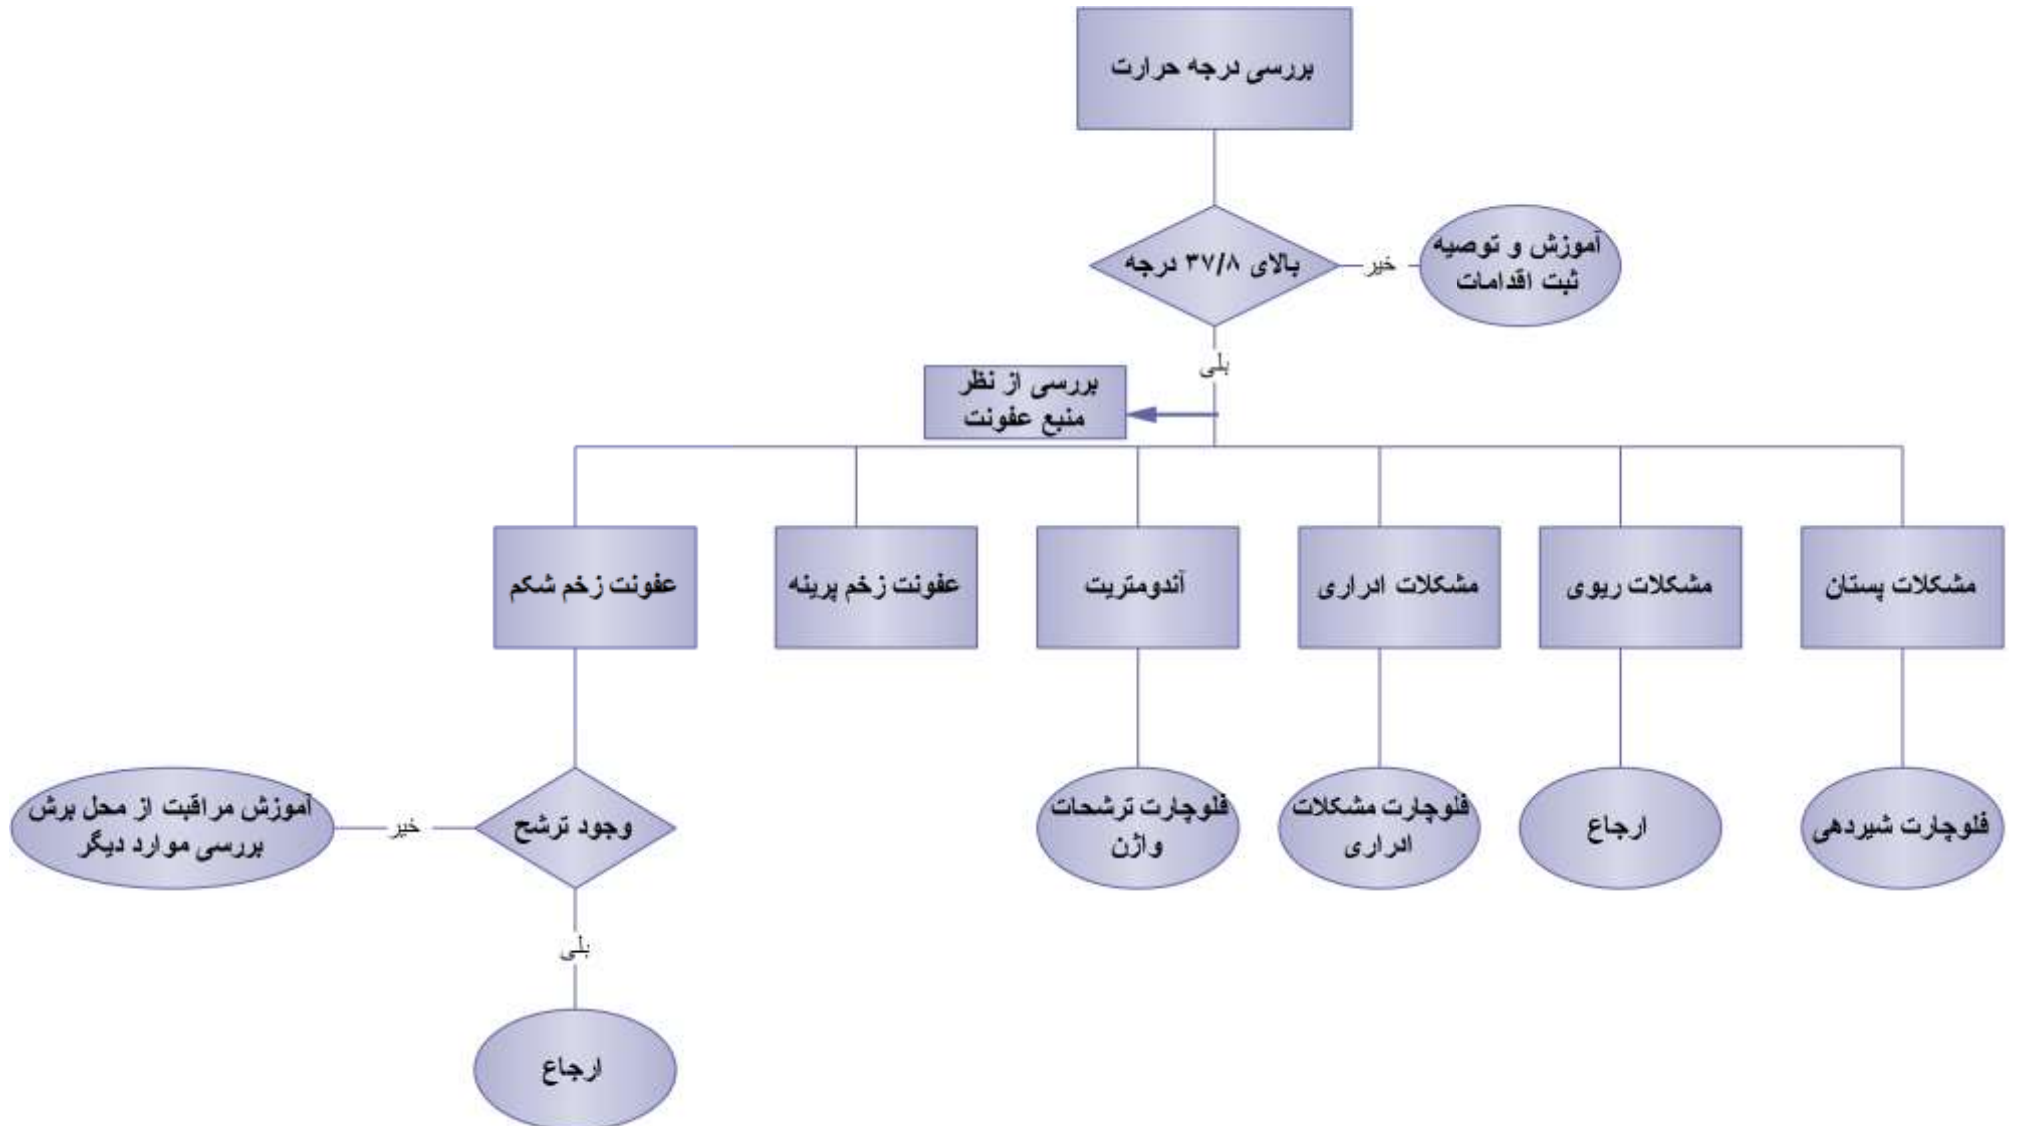 بررسی درجه حرارت
بالای ۳۷/۸ درجه
خیر
آموزش و توصیه
ثبت اقدامات
بلی
بررسی از نظر
منبع عفونت
مشکلات پستان
مشکلات ریوی
مشکلات ادراری
آندومتریت
عفونت زخم پرینه
عفونت زخم شکم
فلوچارت شیردهی
ارجاع
فلوچارت مشکلات
ادراری
فلوچارت ترشحات
واژن
وجود ترشح
خیر
آموزش مراقبت از محل برش
بررسی موارد دیگر
بلی
ارجاع